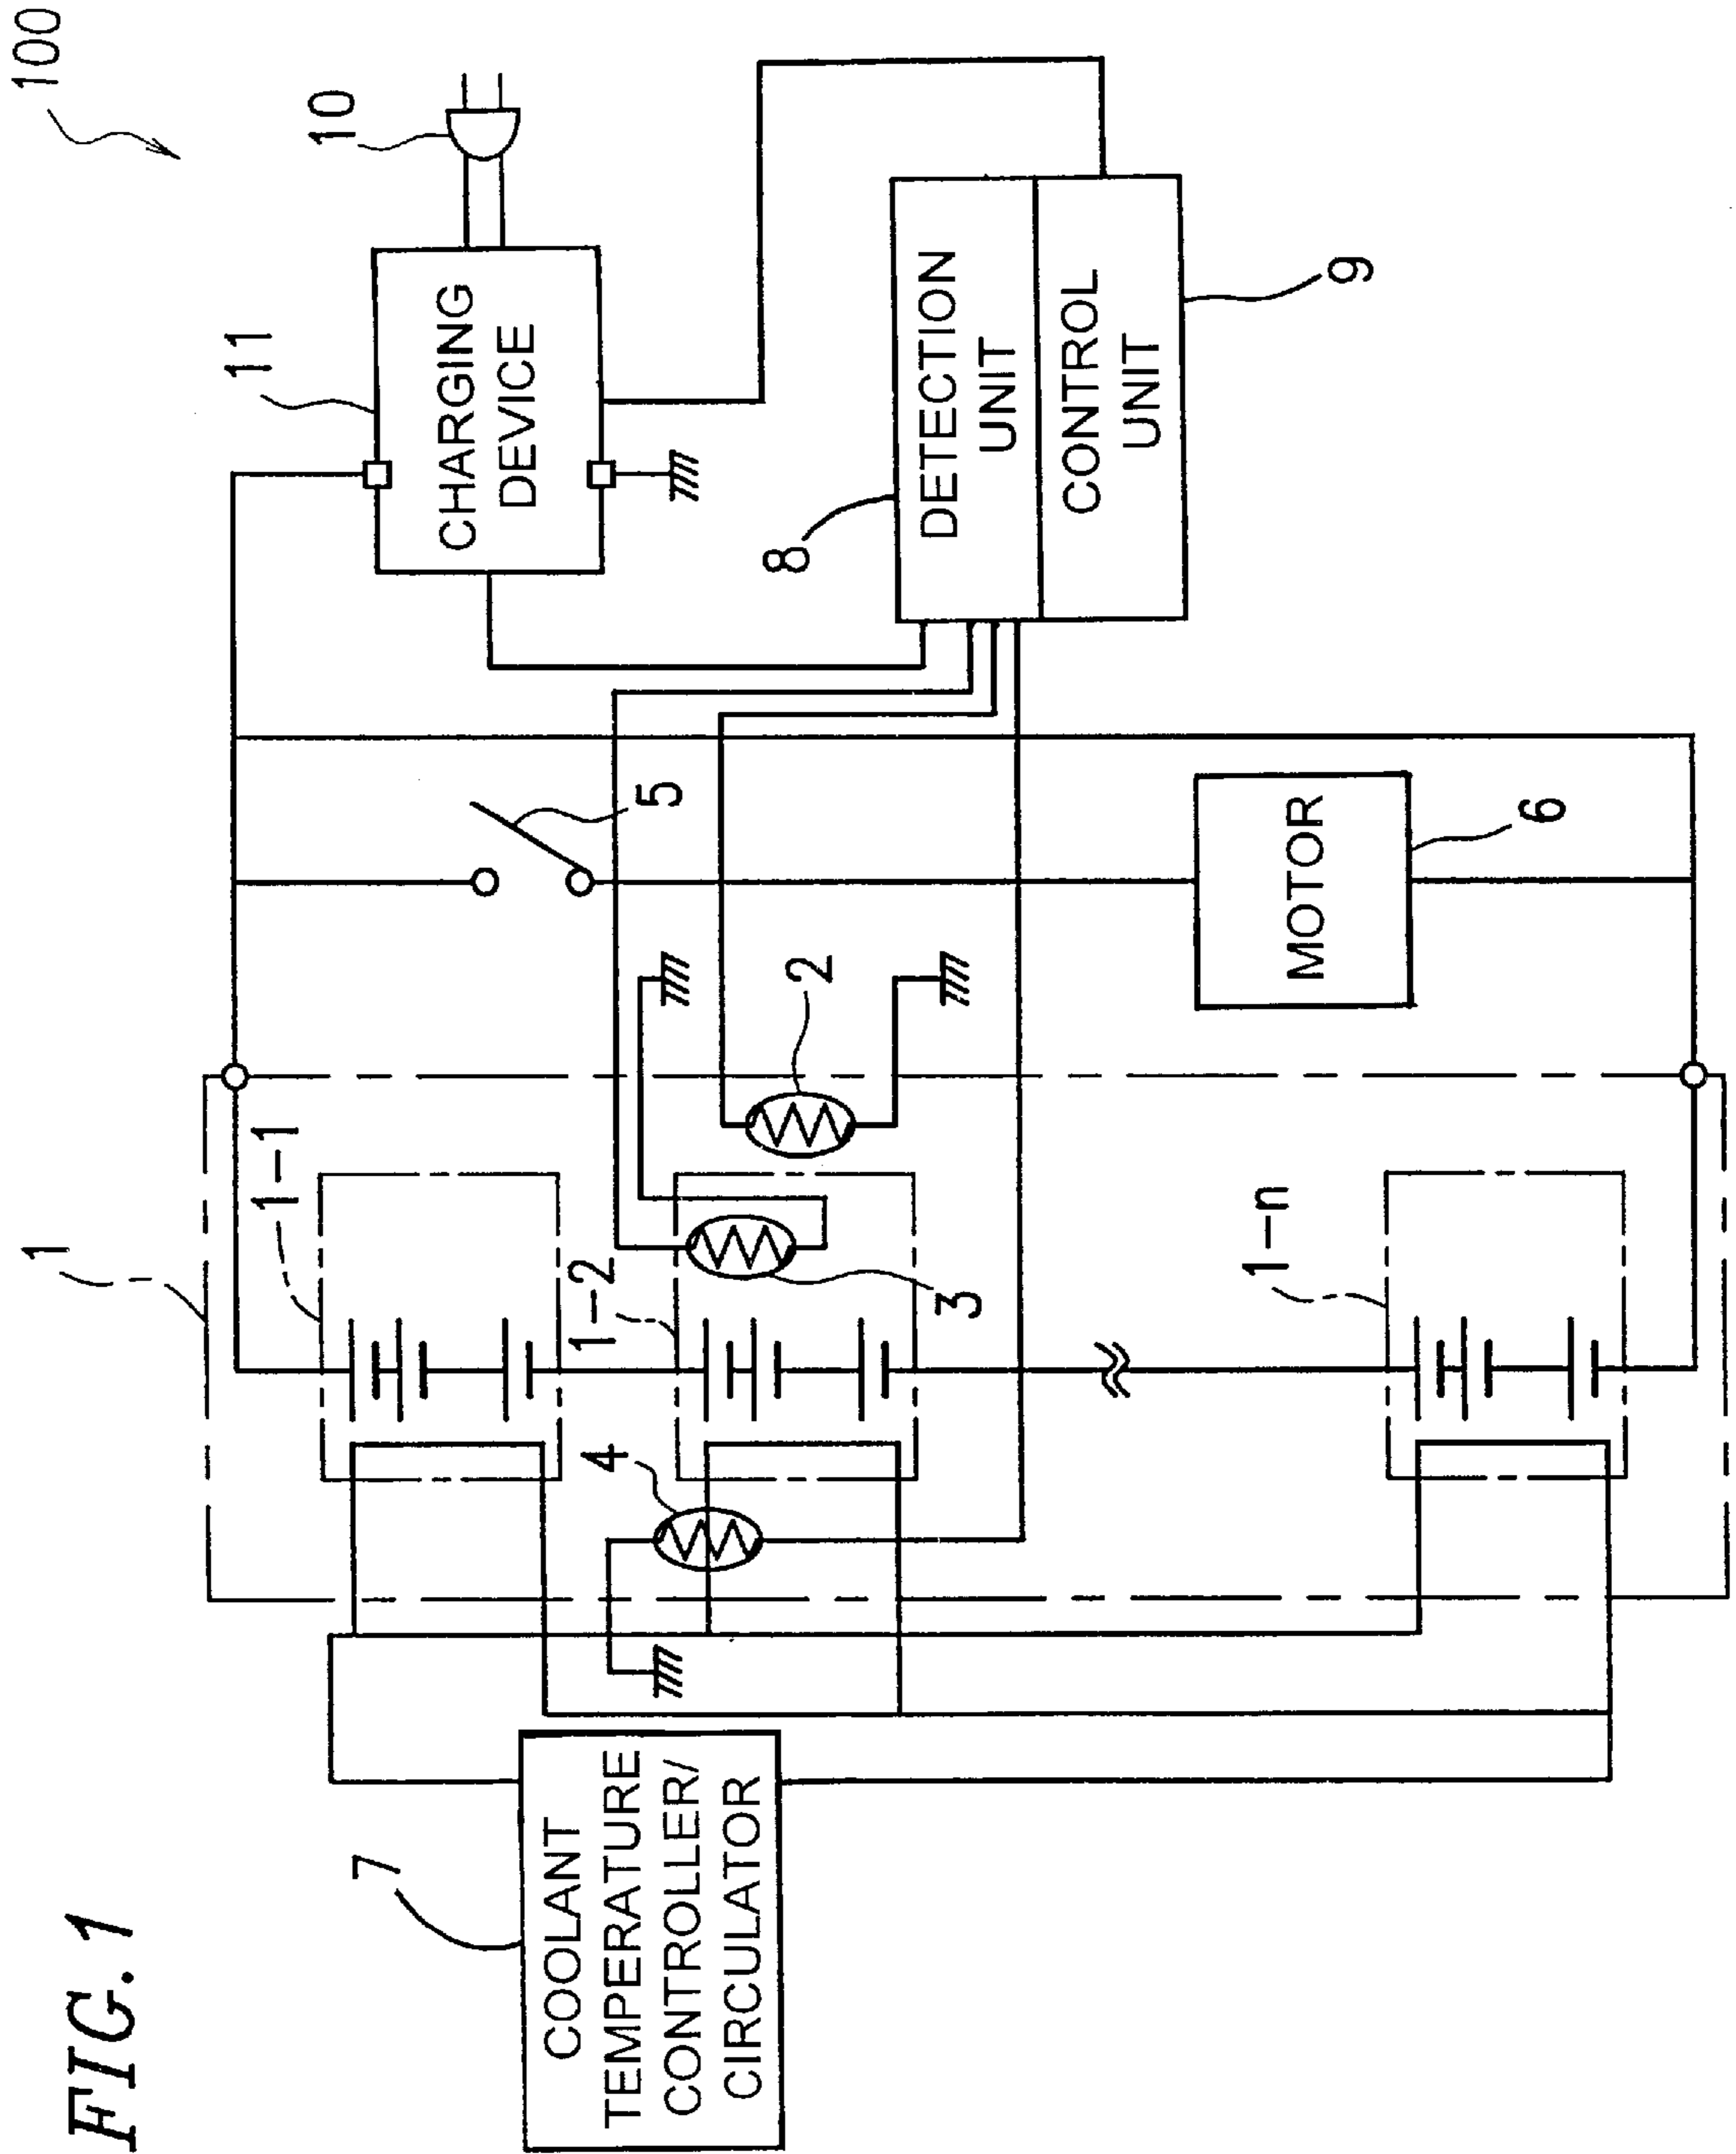 FIG.1
100
10
11
CHARGING
DEVICE
8
DETECTION
UNIT
CONTROL
UNIT
9
5
MOTOR
6
2
1
1-1
1-2
3
1-n
4
7
COOLANT
TEMPERATURE
CONTROLLER/
CIRCULATOR